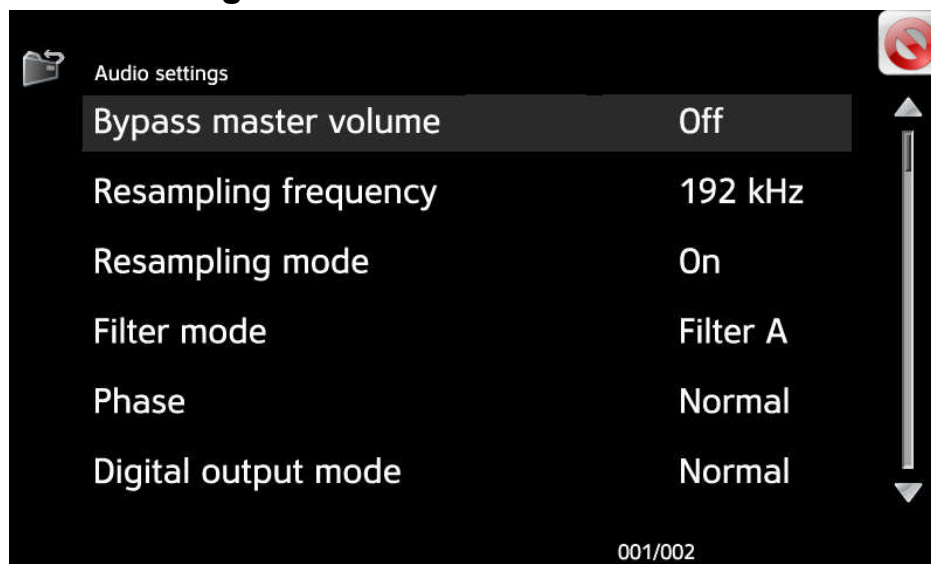 Audio settings
Bypass master volume Off
Resampling frequency 192 kHz
Resampling mode On
Filter mode Filter A
Phase Normal
Digital output mode Normal
001/002